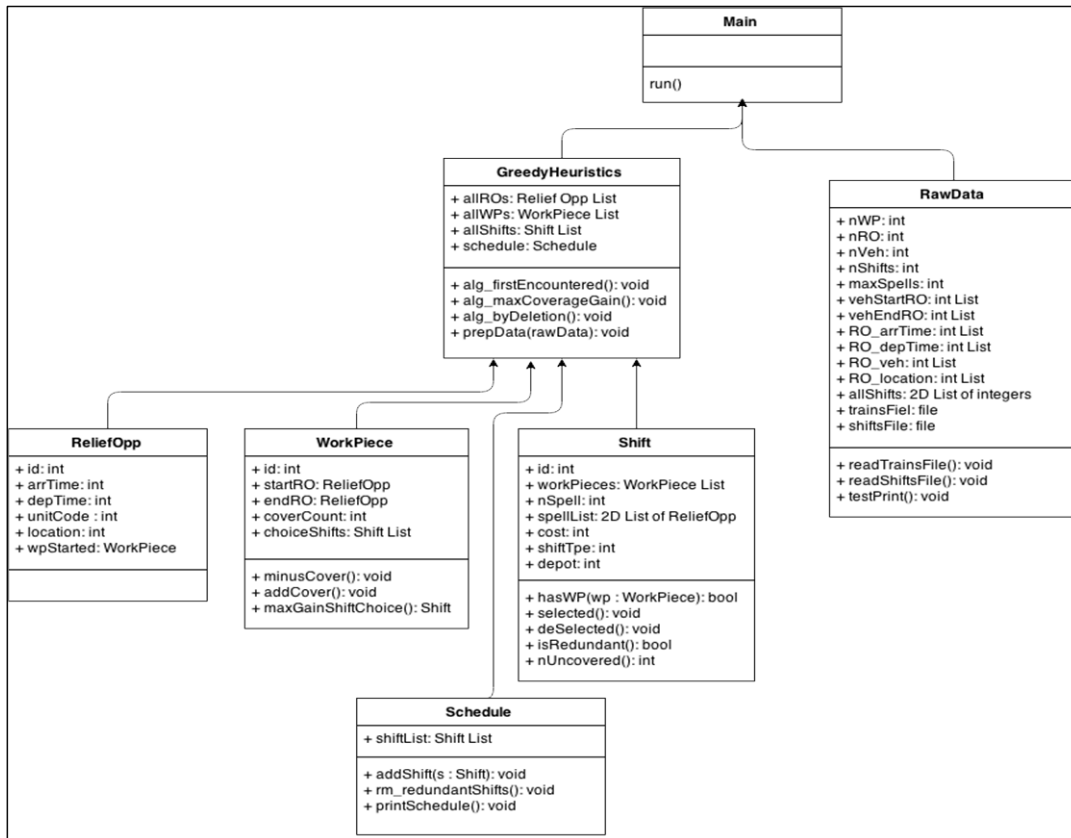 Main
run()
GreedyHeuristics
+ allROs: Relief Opp List
+ allWPs: WorkPiece List
+ allShifts: Shift List
+ schedule: Schedule
+ alg_firstEncountered(): void
+ alg_maxCoverageGain(): void
+ alg_byDeletion(): void
+ prepData(rawData): void
RawData
+ nWP: int
+ nRO: int
+ nVeh: int
+ nShifts: int
+ maxSpells: int
+ vehStartRO: int List
+ vehEndRO: int List
+ RO_arrTime: int List
+ RO_depTime: int List
+ RO_veh: int List
+ RO_location: int List
+ allShifts: 2D List of integers
+ trainsFiel: file
+ shiftsFile: file
+ readTrainsFile(): void
+ readShiftsFile(): void
+ testPrint(): void
ReliefOpp
+ id: int
+ arrTime: int
+ depTime: int
+ unitCode : int
+ location: int
+ wpStarted: WorkPiece
WorkPiece
+ id: int
+ startRO: ReliefOpp
+ endRO: ReliefOpp
+ coverCount: int
+ choiceShifts: Shift List
+ minusCover(): void
+ addCover(): void
+ maxGainShiftChoice(): Shift
Shift
+ id: int
+ workPieces: WorkPiece List
+ nSpell: int
+ spellList: 2D List of ReliefOpp
+ cost: int
+ shiftTpe: int
+ depot: int
+ hasWP(wp : WorkPiece): bool
+ selected(): void
+ deSelected(): void
+ isRedundant(): bool
+ nUncovered(): int
Schedule
+ shiftList: Shift List
+ addShift(s : Shift): void
+ rm_redundantShifts(): void
+ printSchedule(): void